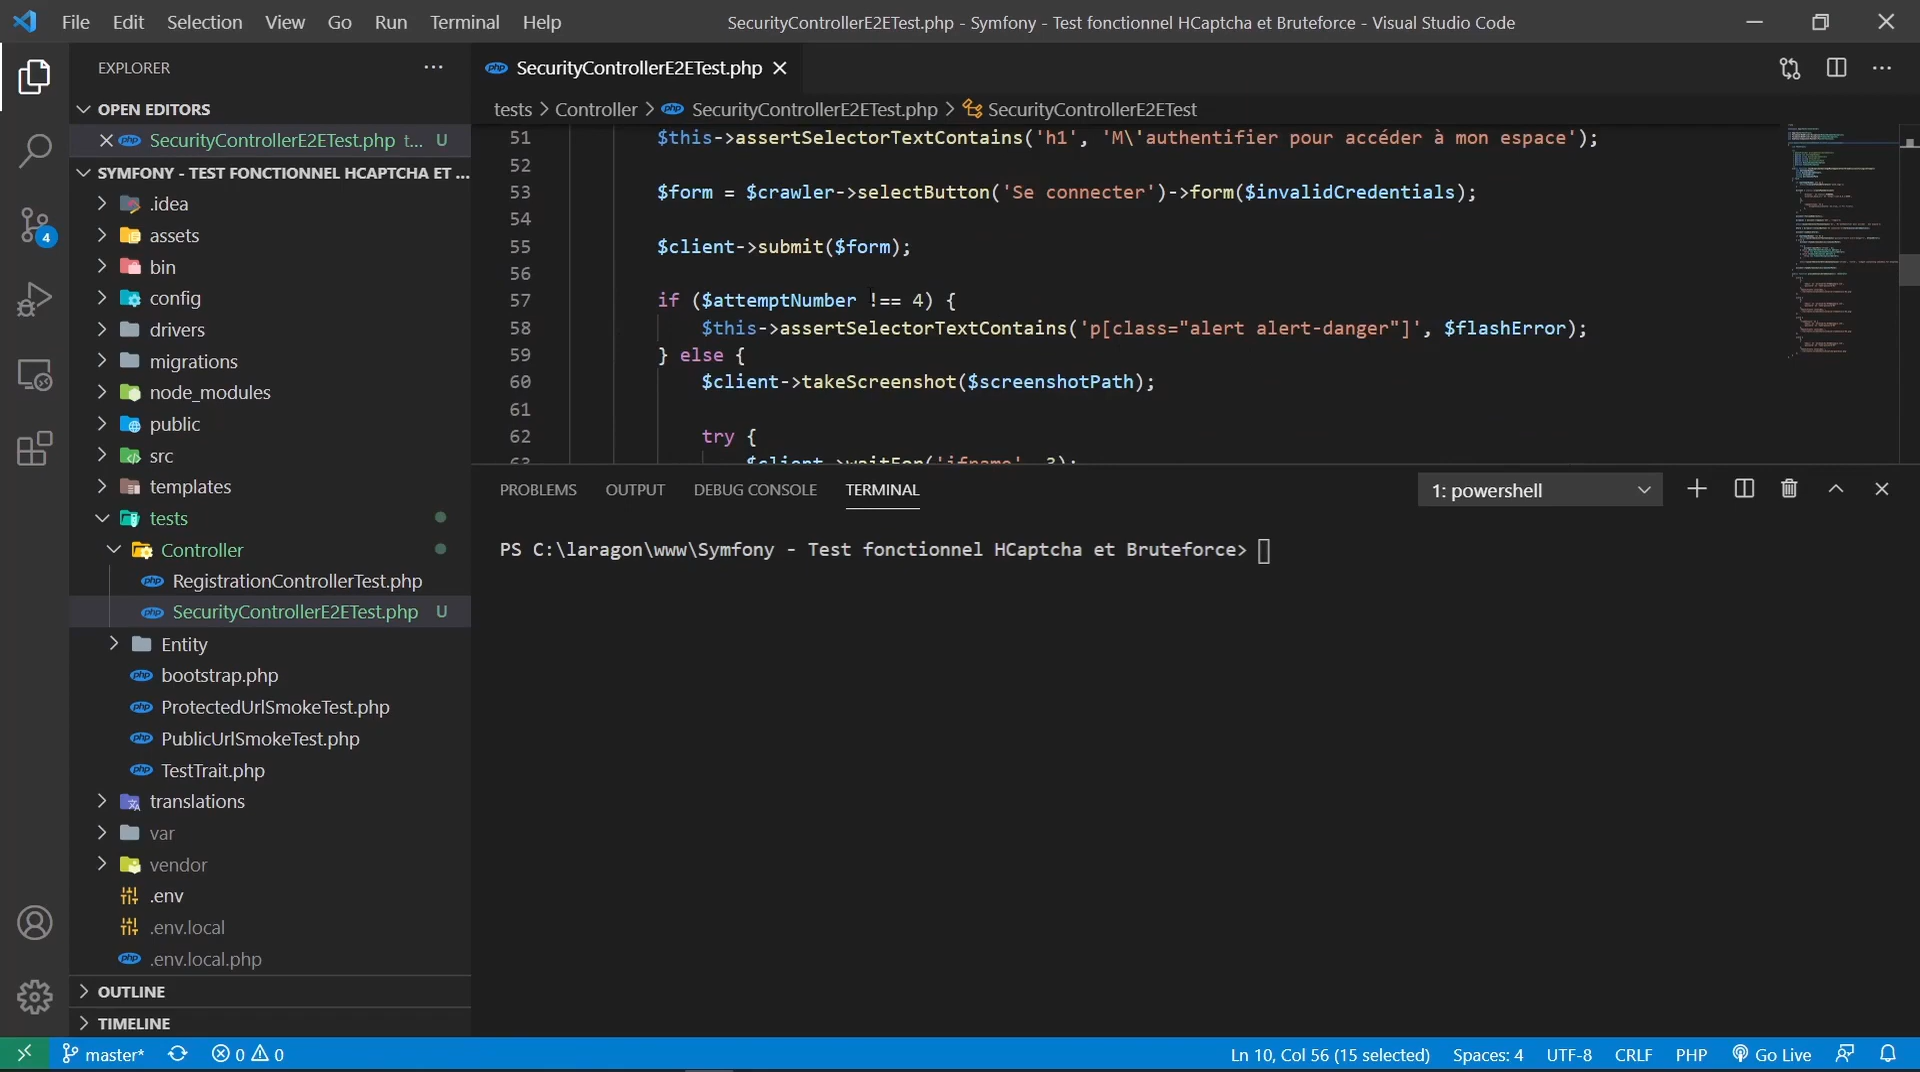 File Edit Selection View Go Run Terminal Help
SecurityControllerE2ETest.php - Symfony - Test fonctionnel HCaptcha et Bruteforce - Visual Studio Code
EXPLORER
OPEN EDITORS
SecurityControllerE2ETest.php t... U
SYMFONY - TEST FONCTIONNEL HCAPTCHA ET ...
.idea
assets
bin
config
drivers
migrations
node_modules
public
src
templates
tests
Controller
RegistrationControllerTest.php
SecurityControllerE2ETest.php U
Entity
bootstrap.php
ProtectedUrlSmokeTest.php
PublicUrlSmokeTest.php
TestTrait.php
translations
var
vendor
.env
.env.local
.env.local.php
OUTLINE
TIMELINE
4
SecurityControllerE2ETest.php
tests > Controller > SecurityControllerE2ETest.php > SecurityControllerE2ETest
51 $this->assertSelectorTextContains('h1', 'M\'authentifier pour accéder à mon espace');
52
53 $form = $crawler->selectButton('Se connecter')->form($invalidCredentials);
54
55 $client->submit($form);
56
57 if ($attemptNumber !== 4) {
58 $this->assertSelectorTextContains('p[class="alert alert-danger"]', $flashError);
59 } else {
60 $client->takeScreenshot($screenshotPath);
61
62 try {
63 $client->waitFor('iframe', 3);
PROBLEMS OUTPUT DEBUG CONSOLE TERMINAL
1: powershell
PS C:\laragon\www\Symfony - Test fonctionnel HCaptcha et Bruteforce>
master* 0 0
Ln 10, Col 56 (15 selected) Spaces: 4 UTF-8 CRLF PHP Go Live